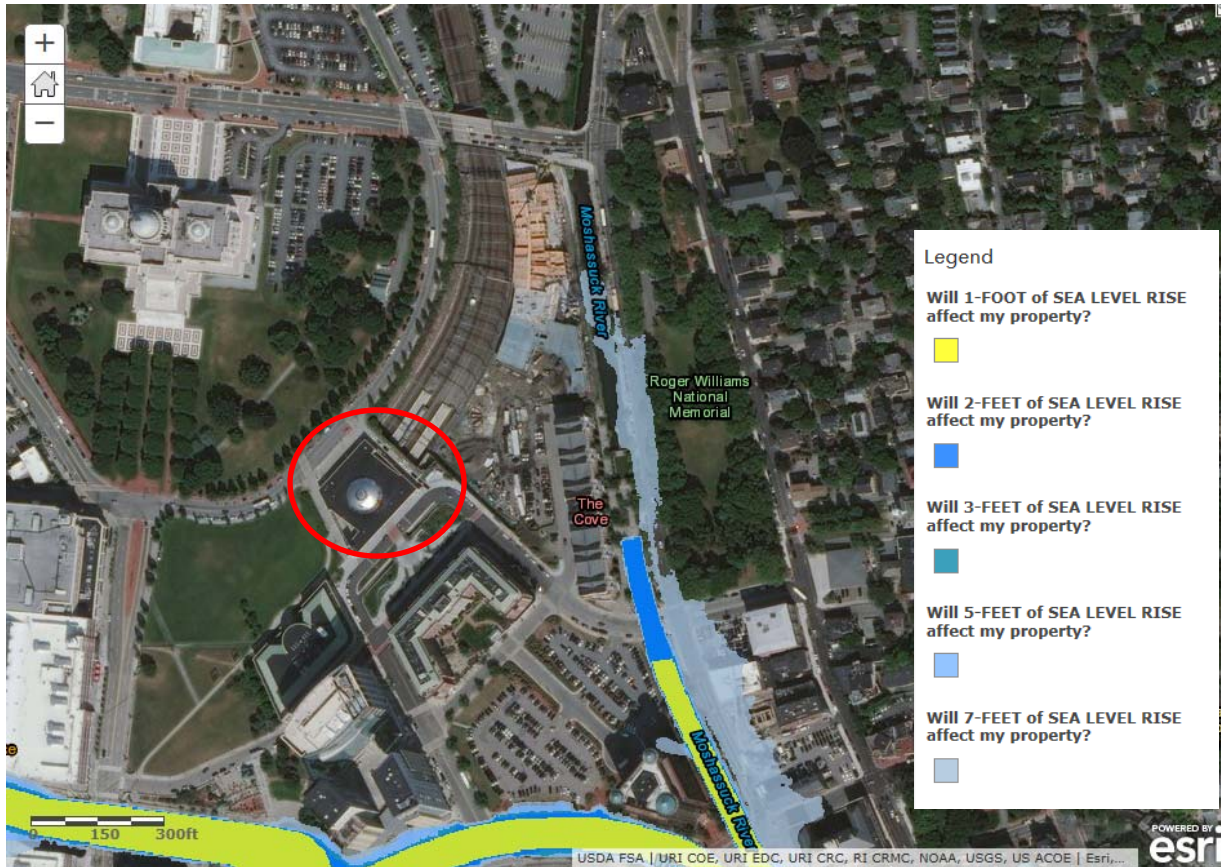 +
−
Moshassuck River
Roger Williams
National
Memorial
The
Cove
Moshassuck River
0 150 300ft
Legend
Will 1-FOOT of SEA LEVEL RISE
affect my property?
Will 2-FEET of SEA LEVEL RISE
affect my property?
Will 3-FEET of SEA LEVEL RISE
affect my property?
Will 5-FEET of SEA LEVEL RISE
affect my property?
Will 7-FEET of SEA LEVEL RISE
affect my property?
USDA FSA | URI COE, URI EDC, URI CRC, RI CRMC, NOAA, USGS, US ACOE | Esri,...
POWERED BY
esri